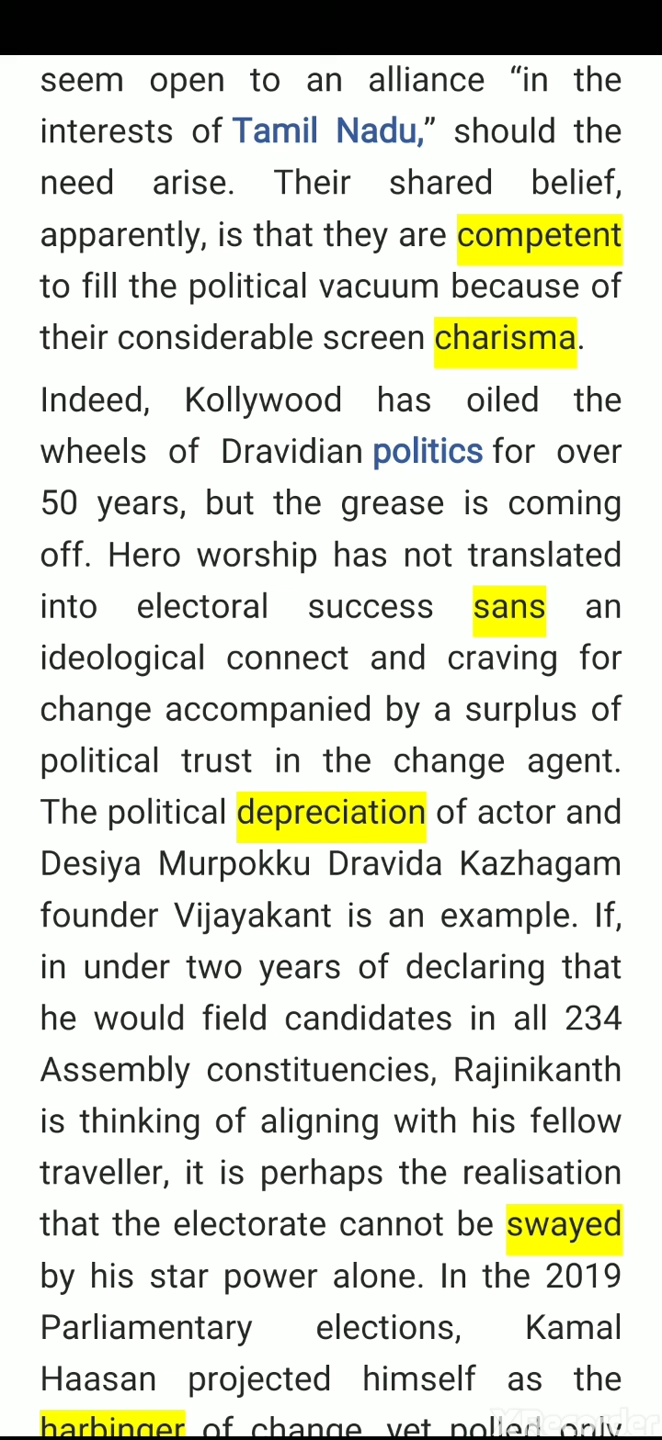 seem open to an alliance “in the
interests of Tamil Nadu,” should the
need arise. Their shared belief,
apparently, is that they are competent
to fill the political vacuum because of
their considerable screen charisma.
Indeed, Kollywood has oiled the
wheels of Dravidian politics for over
50 years, but the grease is coming
off. Hero worship has not translated
into electoral success sans an
ideological connect and craving for
change accompanied by a surplus of
political trust in the change agent.
The political depreciation of actor and
Desiya Murpokku Dravida Kazhagam
founder Vijayakant is an example. If,
in under two years of declaring that
he would field candidates in all 234
Assembly constituencies, Rajinikanth
is thinking of aligning with his fellow
traveller, it is perhaps the realisation
that the electorate cannot be swayed
by his star power alone. In the 2019
Parliamentary elections, Kamal
Haasan projected himself as the
harbinger of change, yet polled only
XRecorder